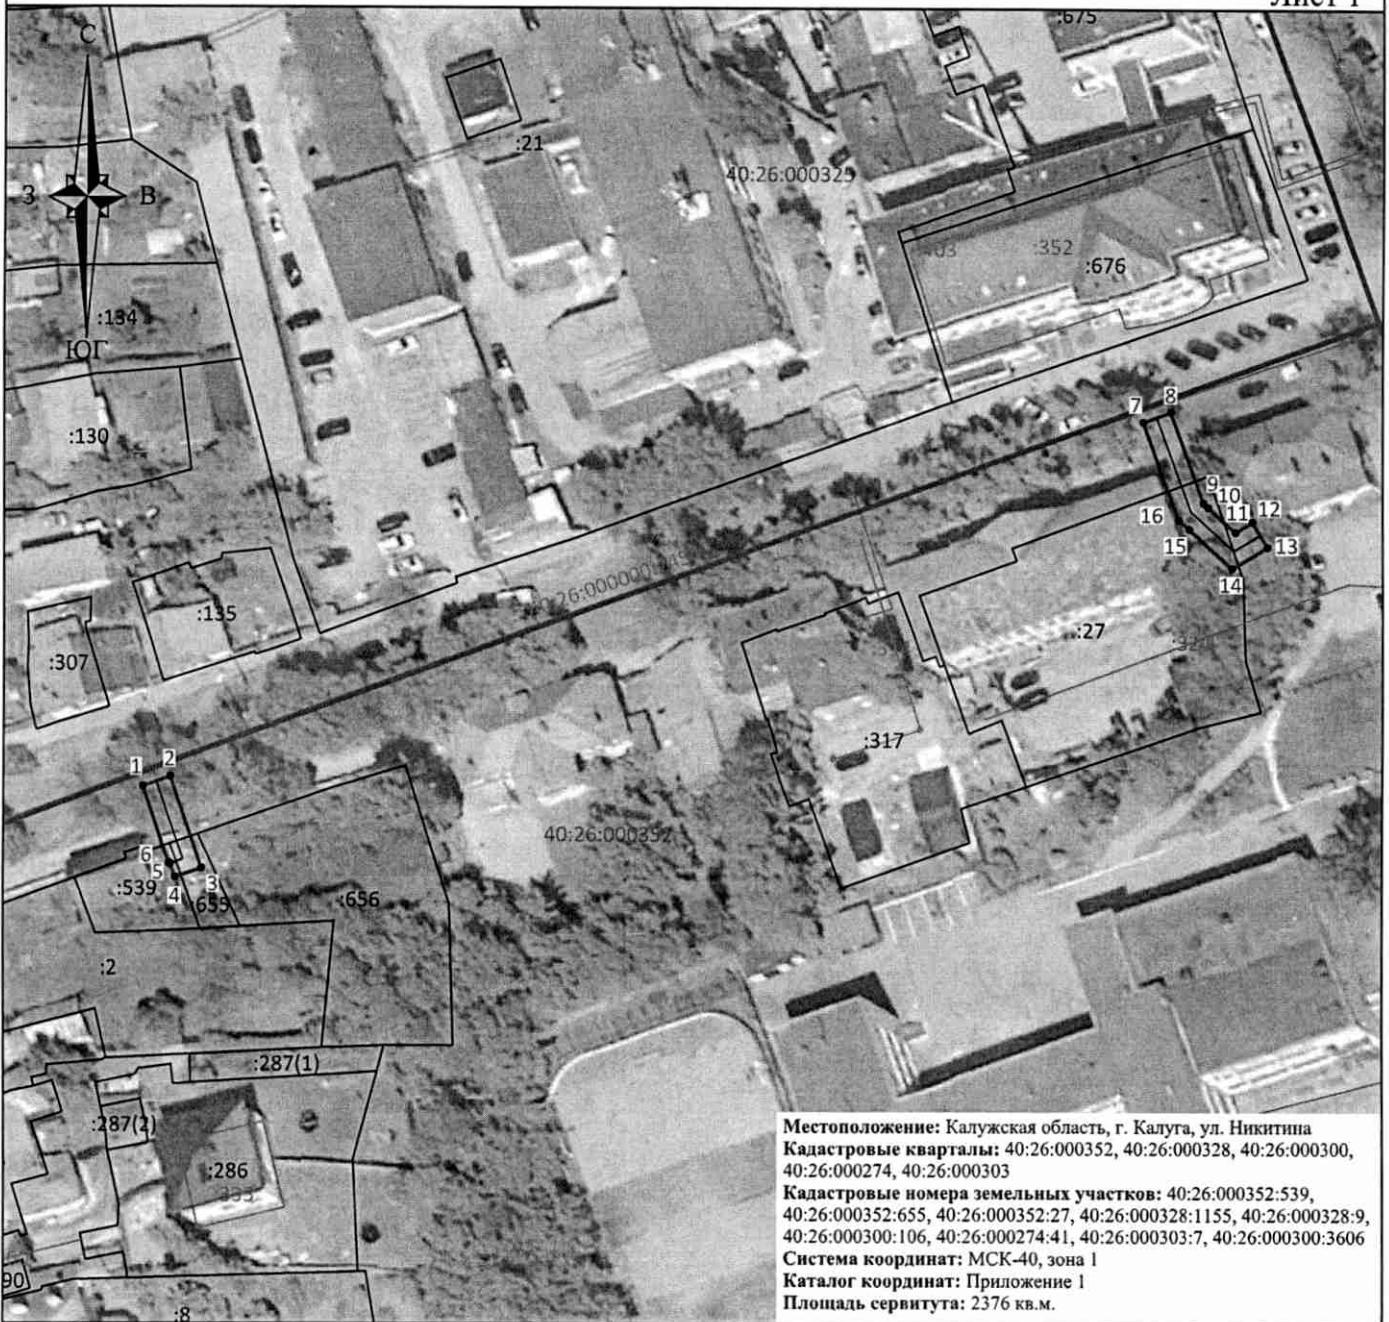 Лист 1
С
:675
:21
40:26:000325
З
В
:352
:676
:134
ЮГ
:130
7
8
9
10
11
12
16
13
15
14
:135
:27
:307
:317
1
2
40:26:000352
6
5
3
:539
4
:655
:656
:2
:287(1)
:287(2)
:286
90
:8
Местоположение: Калужская область, г. Калуга, ул. Никитина
Кадастровые кварталы: 40:26:000352, 40:26:000328, 40:26:000300,
40:26:000274, 40:26:000303
Кадастровые номера земельных участков: 40:26:000352:539,
40:26:000352:655, 40:26:000352:27, 40:26:000328:1155, 40:26:000328:9,
40:26:000300:106, 40:26:000274:41, 40:26:000303:7, 40:26:000300:3606
Система координат: МСК-40, зона 1
Каталог координат: Приложение 1
Площадь сервитута: 2376 кв.м.